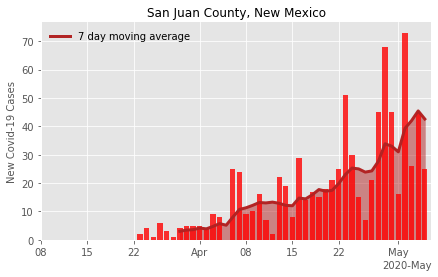 San Juan County, New Mexico
7 day moving average
New Covid-19 Cases
70
60
50
40
30
20
10
0
08
15
22
Apr
08
15
22
May
2020-May